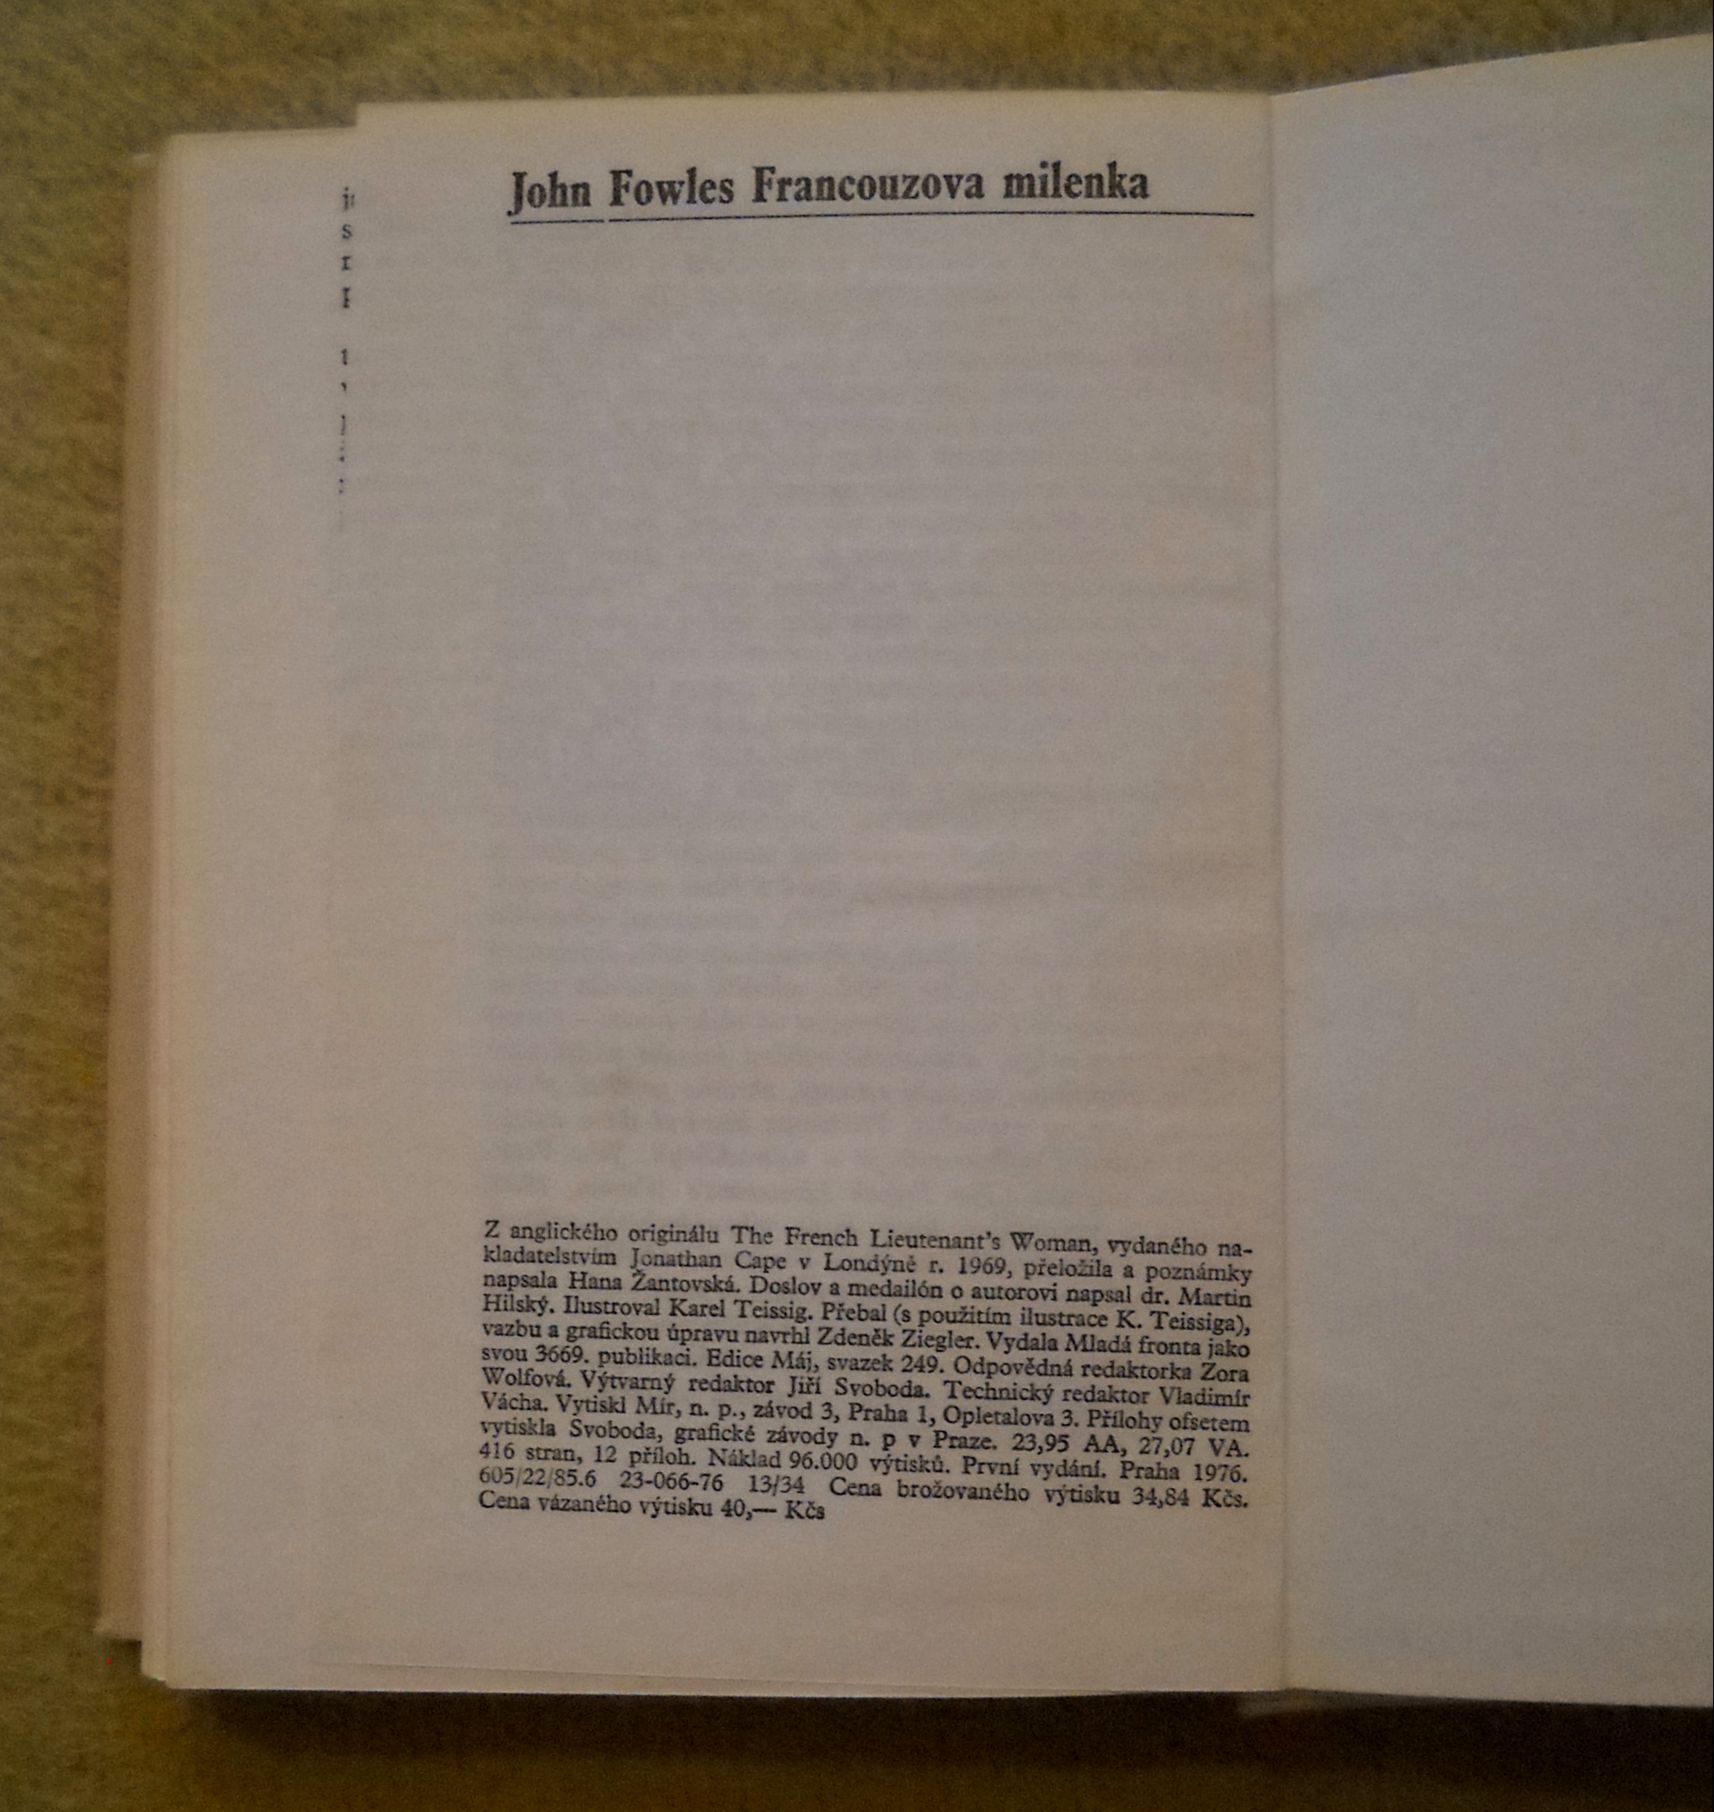 John Fowles Francouzova milenka
Z anglického originálu The French Lieutenant's Woman, vydaného na-
kladatelstvím Jonathan Cape v Londýně r. 1969, přeložila a poznámky
napsala Hana Žantovská. Doslov a medailón o autorovi napsal dr. Martin
Hilský. Ilustroval Karel Teissig. Přebal (s použitím ilustrace K. Teissiga),
vazbu a grafickou úpravu navrhl Zdeněk Ziegler. Vydala Mladá fronta jako
svou 3669. publikaci. Edice Máj, svazek 249. Odpovědná redaktorka Zora
Wolfová. Výtvarný redaktor Jiří Svoboda. Technický redaktor Vladimír
Vácha. Vytiskl Mír, n. p., závod 3, Praha 1, Opletalova 3. Přílohy ofsetem
vytiskla Svoboda, grafické závody n. p v Praze. 23,95 AA, 27,07 VA.
416 stran, 12 příloh. Náklad 96.000 výtisků. První vydání. Praha 1976.
605/22/85.6 23-066-76 13/34 Cena brožovaného výtisku 34,84 Kčs.
Cena vázaného výtisku 40,— Kčs